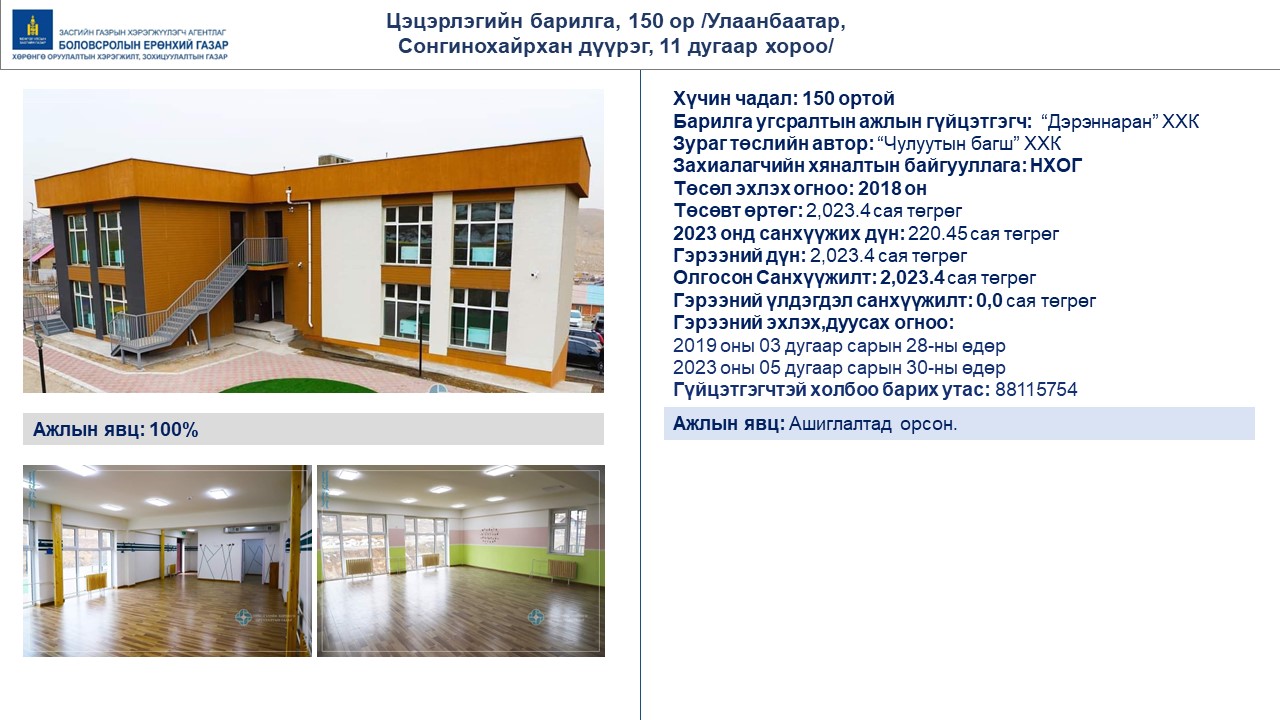 ЗАСГИЙН ГАЗРЫН ХЭРЭГЖҮҮЛЭГЧ АГЕНТЛАГ
БОЛОВСРОЛЫН ЕРӨНХИЙ ГАЗАР
ХӨРӨНГӨ ОРУУЛАЛТЫН ХЭРЭГЖИЛТ, ЗОХИЦУУЛАЛТЫН ГАЗАР
Цэцэрлэгийн барилга, 150 ор /Улаанбаатар,
Сонгинохайрхан дүүрэг, 11 дугаар хороо/
Ажлын явц: 100%
Хүчин чадал: 150 ортой
Барилга угсралтын ажлын гүйцэтгэгч: “Дэрэннаран” ХХК
Зураг төслийн автор: “Чулуутын багш” ХХК
Захиалагчийн хяналтын байгууллага: НХОГ
Төсөл эхлэх огноо: 2018 он
Төсөвт өртөг: 2,023.4 сая төгрөг
2023 онд санхүүжих дүн: 220.45 сая төгрөг
Гэрээний дүн: 2,023.4 сая төгрөг
Олгосон Санхүүжилт: 2,023.4 сая төгрөг
Гэрээний үлдэгдэл санхүүжилт: 0,0 сая төгрөг
Гэрээний эхлэх,дуусах огноо:
2019 оны 03 дугаар сарын 28-ны өдөр
2023 оны 05 дугаар сарын 30-ны өдөр
Гүйцэтгэгчтэй холбоо барих утас: 88115754
Ажлын явц: Ашиглалтад орсон.